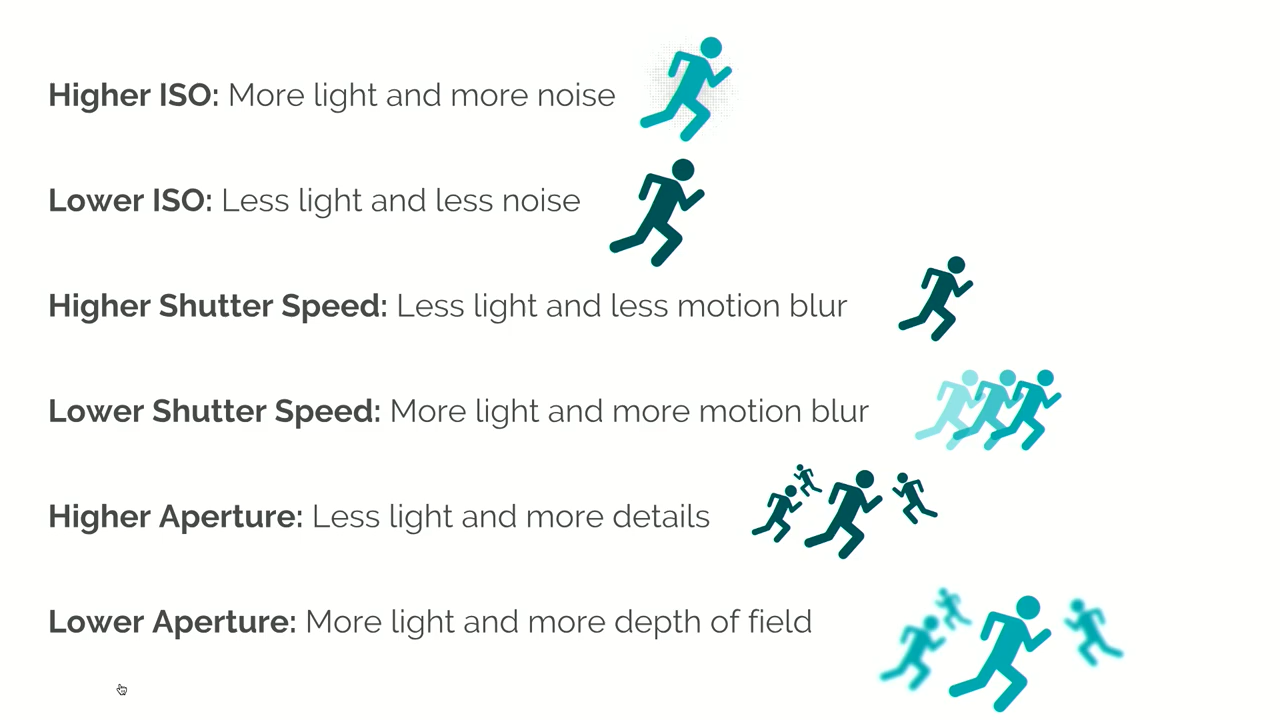 Higher ISO: More light and more noise
Lower ISO: Less light and less noise
Higher Shutter Speed: Less light and less motion blur
Lower Shutter Speed: More light and more motion blur
Higher Aperture: Less light and more details
Lower Aperture: More light and more depth of field